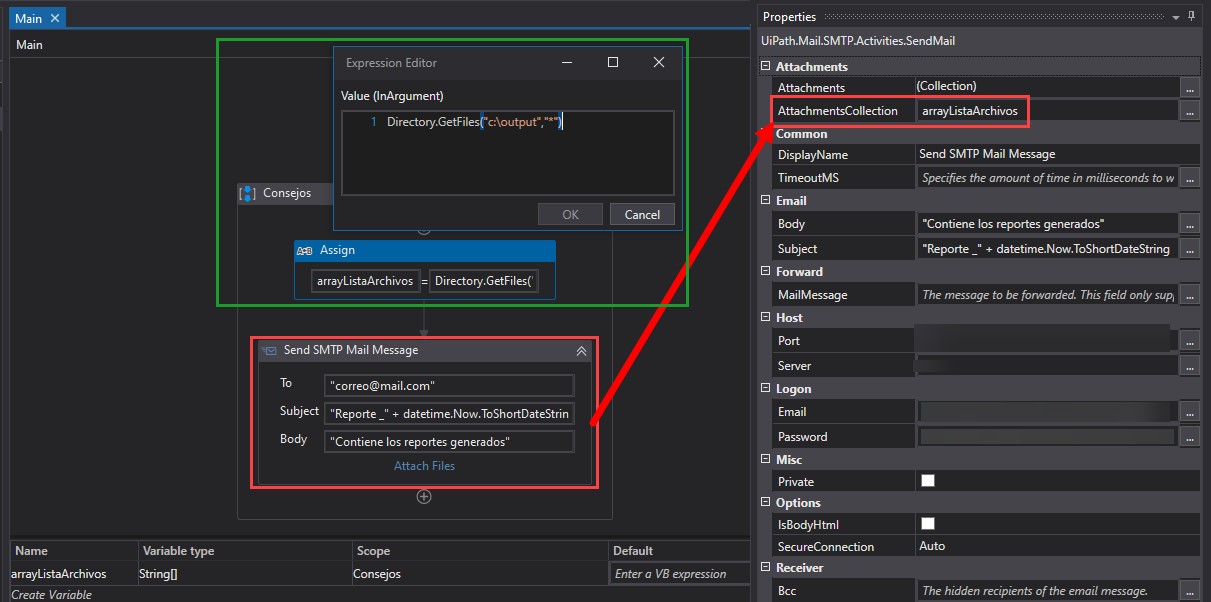 Main
Main
Expression Editor
Value (InArgument)
1 Directory.GetFiles("c:\output","*")
OK Cancel
Consejos
A=B Assign
arrayListaArchivos = Directory.GetFiles('
Send SMTP Mail Message
To "correo@mail.com"
Subject "Reporte _" + datetime.Now.ToShortDateStrin
Body "Contiene los reportes generados"
Attach Files
Name Variable type Scope Default
arrayListaArchivos String[] Consejos Enter a VB expression
Create Variable
Properties
UiPath.Mail.SMTP.Activities.SendMail
Attachments
Attachments (Collection) ...
AttachmentsCollection arrayListaArchivos ...
Common
DisplayName Send SMTP Mail Message
TimeoutMS Specifies the amount of time in milliseconds to w ...
Email
Body "Contiene los reportes generados" ...
Subject "Reporte _" + datetime.Now.ToShortDateString ...
Forward
MailMessage The message to be forwarded. This field only sup ...
Host
Port ...
Server ...
Logon
Email ...
Password ...
Misc
Private
Options
IsBodyHtml
SecureConnection Auto
Receiver
Bcc The hidden recipients of the email message. ...